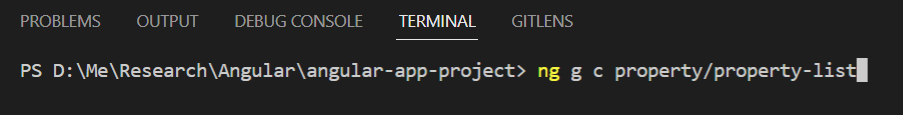 PROBLEMS OUTPUT DEBUG CONSOLE TERMINAL GITLENS
PS D:\Me\Research\Angular\angular-app-project> ng g c property/property-list